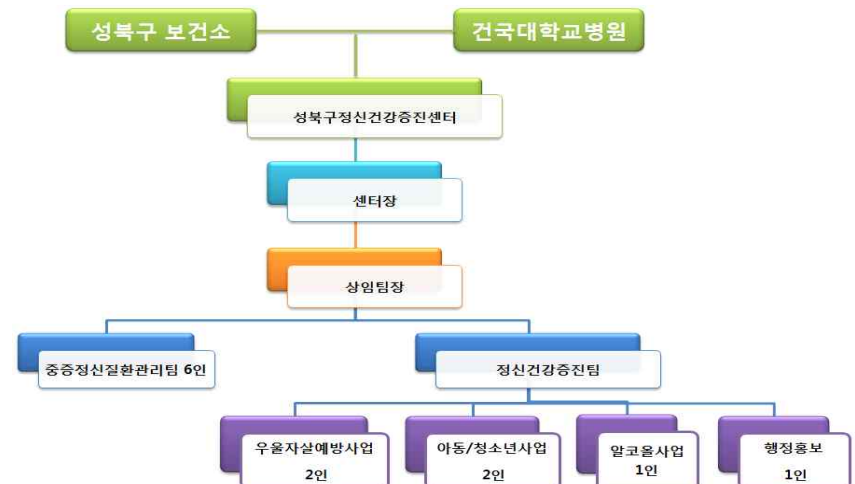 성북구 보건소
건국대학교병원
성북구정신건강증진센터
센터장
상임팀장
중증정신질환관리팀 6인
정신건강증진팀
우울자살예방사업
2인
아동/청소년사업
2인
알코올사업
1인
행정홍보
1인